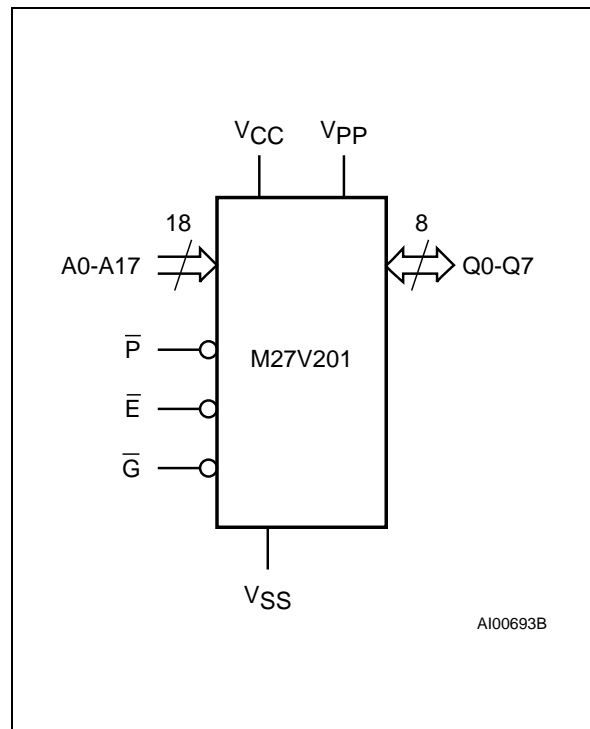 VCC VPP
18 8
A0-A17 Q0-Q7
P̅
M27V201
E̅
G̅
VSS
AI00693B